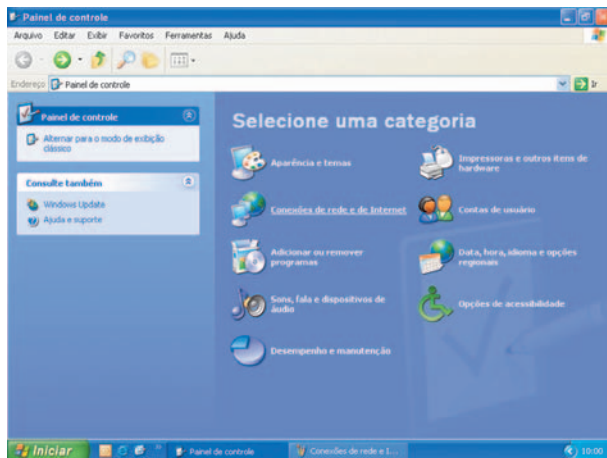 Painel de controle
Arquivo Editar Exibir Favoritos Ferramentas Ajuda
Endereço Painel de controle Ir
Painel de controle
Alternar para o modo de exibição
clássico
Consulte também
Windows Update
Ajuda e suporte
Selecione uma categoria
Aparência e temas
Impressoras e outros itens de
hardware
Conexões de rede e de Internet
Contas de usuário
Adicionar ou remover
programas
Data, hora, idioma e opções
regionais
Sons, fala e dispositivos de
áudio
Opções de acessibilidade
Desempenho e manutenção
Iniciar
Painel de controle
Conexões de rede e I...
10:00